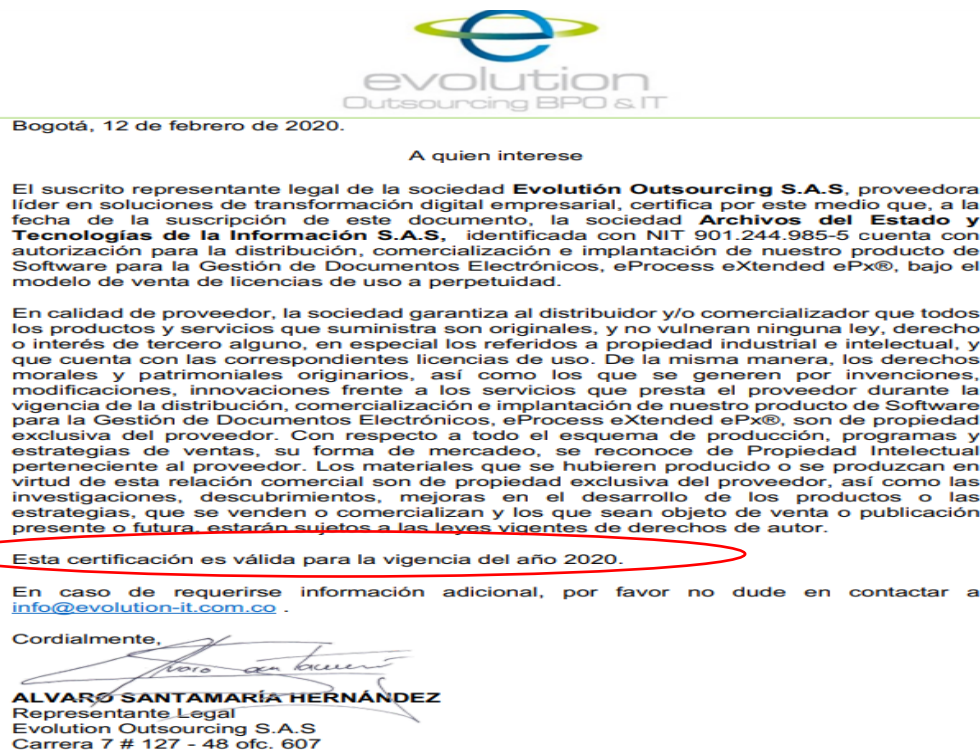 evolution
Outsourcing BPO & IT
Bogotá, 12 de febrero de 2020.
A quien interese
El suscrito representante legal de la sociedad Evolutión Outsourcing S.A.S, proveedora
líder en soluciones de transformación digital empresarial, certifica por este medio que, a la
fecha de la suscripción de este documento, la sociedad Archivos del Estado y
Tecnologías de la Información S.A.S, identificada con NIT 901.244.985-5 cuenta con
autorización para la distribución, comercialización e implantación de nuestro producto de
Software para la Gestión de Documentos Electrónicos, eProcess eXtended ePx®, bajo el
modelo de venta de licencias de uso a perpetuidad.
En calidad de proveedor, la sociedad garantiza al distribuidor y/o comercializador que todos
los productos y servicios que suministra son originales, y no vulneran ninguna ley, derecho
o interés de tercero alguno, en especial los referidos a propiedad industrial e intelectual, y
que cuenta con las correspondientes licencias de uso. De la misma manera, los derechos
morales y patrimoniales originarios, así como los que se generen por invenciones,
modificaciones, innovaciones frente a los servicios que presta el proveedor durante la
vigencia de la distribución, comercialización e implantación de nuestro producto de Software
para la Gestión de Documentos Electrónicos, eProcess eXtended ePx®, son de propiedad
exclusiva del proveedor. Con respecto a todo el esquema de producción, programas y
estrategias de ventas, su forma de mercadeo, se reconoce de Propiedad Intelectual
perteneciente al proveedor. Los materiales que se hubieren producido o se produzcan en
virtud de esta relación comercial son de propiedad exclusiva del proveedor, así como las
investigaciones, descubrimientos, mejoras en el desarrollo de los productos o las
estrategias, que se venden o comercializan y los que sean objeto de venta o publicación
presente o futura, estarán sujetos a las leyes vigentes de derechos de autor.
Esta certificación es válida para la vigencia del año 2020.
En caso de requerirse información adicional, por favor no dude en contactar a
info@evolution-it.com.co .
Cordialmente,
ALVARO SANTAMARÍA HERNÁNDEZ
Representante Legal
Evolution Outsourcing S.A.S
Carrera 7 # 127 - 48 ofc. 607